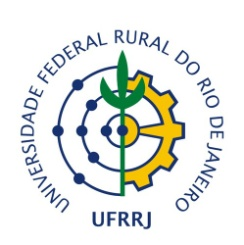 UNIVERSIDADE FEDERAL RURAL DO RIO DE JANEIRO
UFRRJ